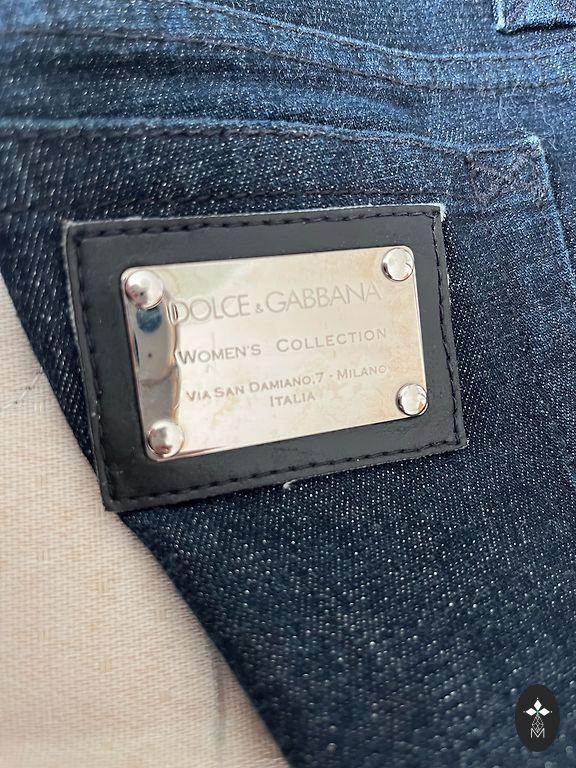 DOLCE & GABBANA
WOMEN'S COLLECTION
VIA SAN DAMIANO,7 - MILANO
ITALIA
M